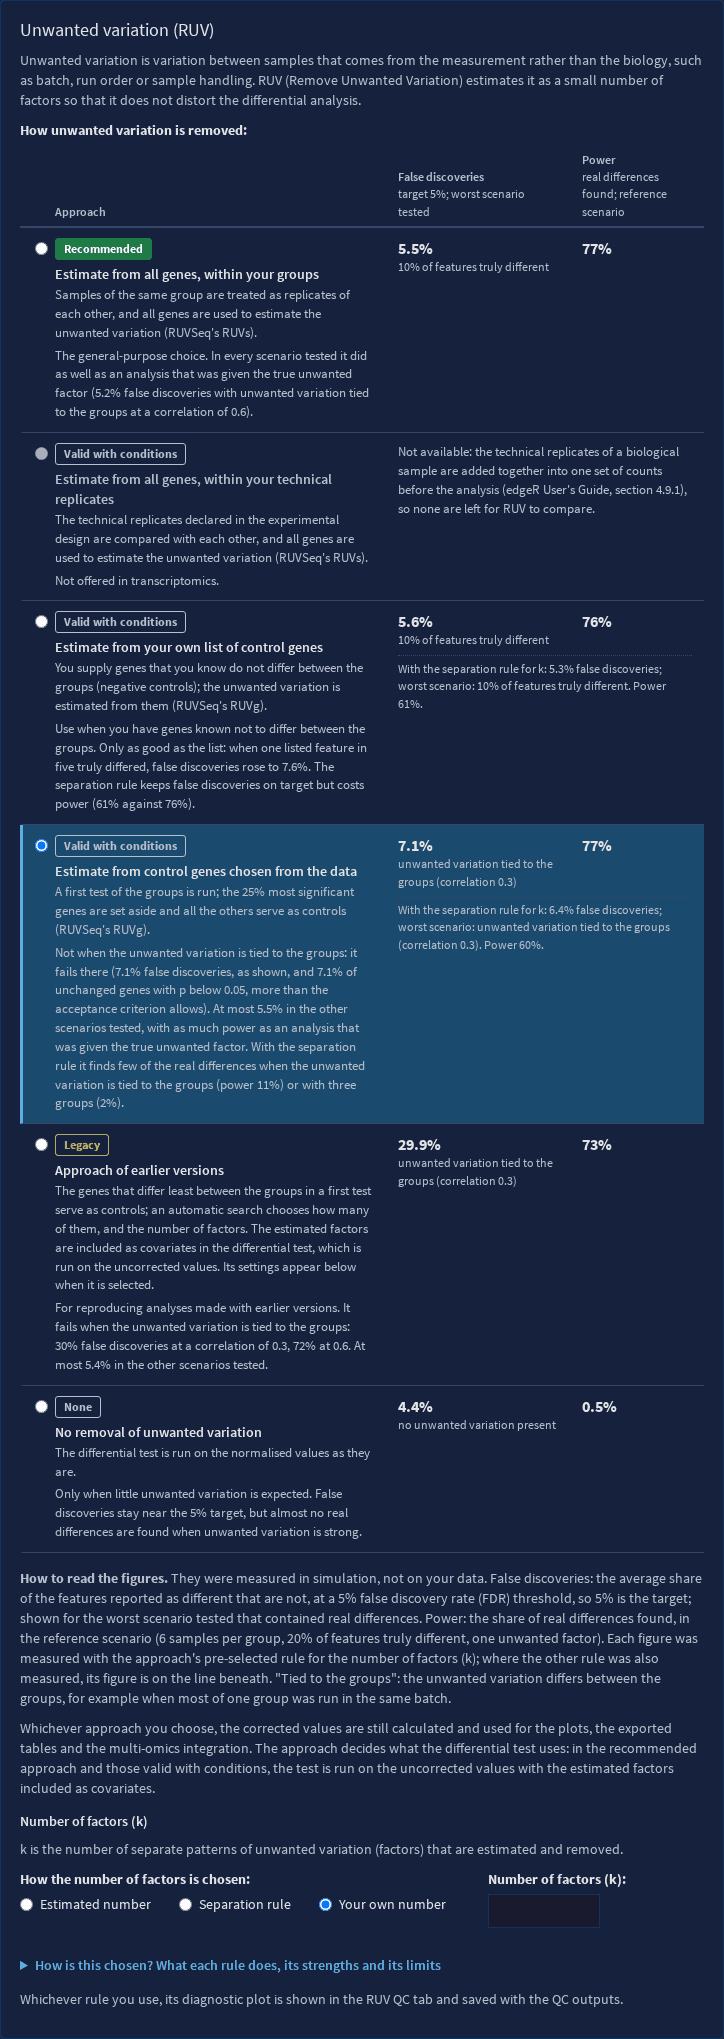 Unwanted variation (RUV)
Unwanted variation is variation between samples that comes from the measurement rather than the biology, such
as batch, run order or sample handling. RUV (Remove Unwanted Variation) estimates it as a small number of
factors so that it does not distort the differential analysis.
How unwanted variation is removed:
Approach
False discoveries
target 5%; worst scenario
tested
Power
real differences
found; reference
scenario
Recommended
Estimate from all genes, within your groups
Samples of the same group are treated as replicates of
each other, and all genes are used to estimate the
unwanted variation (RUVSeq's RUVs).
The general-purpose choice. In every scenario tested it did
as well as an analysis that was given the true unwanted
factor (5.2% false discoveries with unwanted variation tied
to the groups at a correlation of 0.6).
5.5%
10% of features truly different
77%
Valid with conditions
Estimate from all genes, within your technical
replicates
The technical replicates declared in the experimental
design are compared with each other, and all genes are
used to estimate the unwanted variation (RUVSeq's RUVs).
Not offered in transcriptomics.
Not available: the technical replicates of a biological
sample are added together into one set of counts
before the analysis (edgeR User's Guide, section 4.9.1),
so none are left for RUV to compare.
Valid with conditions
Estimate from your own list of control genes
You supply genes that you know do not differ between the
groups (negative controls); the unwanted variation is
estimated from them (RUVSeq's RUVg).
Use when you have genes known not to differ between the
groups. Only as good as the list: when one listed feature in
five truly differed, false discoveries rose to 7.6%. The
separation rule keeps false discoveries on target but costs
power (61% against 76%).
5.6%
10% of features truly different
76%
With the separation rule for k: 5.3% false discoveries;
worst scenario: 10% of features truly different. Power
61%.
Valid with conditions
Estimate from control genes chosen from the data
A first test of the groups is run; the 25% most significant
genes are set aside and all the others serve as controls
(RUVSeq's RUVg).
Not when the unwanted variation is tied to the groups: it
fails there (7.1% false discoveries, as shown, and 7.1% of
unchanged genes with p below 0.05, more than the
acceptance criterion allows). At most 5.5% in the other
scenarios tested, with as much power as an analysis that
was given the true unwanted factor. With the separation
rule it finds few of the real differences when the unwanted
variation is tied to the groups (power 11%) or with three
groups (2%).
7.1%
unwanted variation tied to the
groups (correlation 0.3)
77%
With the separation rule for k: 6.4% false discoveries;
worst scenario: unwanted variation tied to the groups
(correlation 0.3). Power 60%.
Legacy
Approach of earlier versions
The genes that differ least between the groups in a first test
serve as controls; an automatic search chooses how many
of them, and the number of factors. The estimated factors
are included as covariates in the differential test, which is
run on the uncorrected values. Its settings appear below
when it is selected.
For reproducing analyses made with earlier versions. It
fails when the unwanted variation is tied to the groups:
30% false discoveries at a correlation of 0.3, 72% at 0.6. At
most 5.4% in the other scenarios tested.
29.9%
unwanted variation tied to the
groups (correlation 0.3)
73%
None
No removal of unwanted variation
The differential test is run on the normalised values as they
are.
Only when little unwanted variation is expected. False
discoveries stay near the 5% target, but almost no real
differences are found when unwanted variation is strong.
4.4%
no unwanted variation present
0.5%
How to read the figures. They were measured in simulation, not on your data. False discoveries: the average share
of the features reported as different that are not, at a 5% false discovery rate (FDR) threshold, so 5% is the target;
shown for the worst scenario tested that contained real differences. Power: the share of real differences found, in
the reference scenario (6 samples per group, 20% of features truly different, one unwanted factor). Each figure was
measured with the approach's pre-selected rule for the number of factors (k); where the other rule was also
measured, its figure is on the line beneath. "Tied to the groups": the unwanted variation differs between the
groups, for example when most of one group was run in the same batch.
Whichever approach you choose, the corrected values are still calculated and used for the plots, the exported
tables and the multi-omics integration. The approach decides what the differential test uses: in the recommended
approach and those valid with conditions, the test is run on the uncorrected values with the estimated factors
included as covariates.
Number of factors (k)
k is the number of separate patterns of unwanted variation (factors) that are estimated and removed.
How the number of factors is chosen:
Estimated number
Separation rule
Your own number
Number of factors (k):
How is this chosen? What each rule does, its strengths and its limits
Whichever rule you use, its diagnostic plot is shown in the RUV QC tab and saved with the QC outputs.